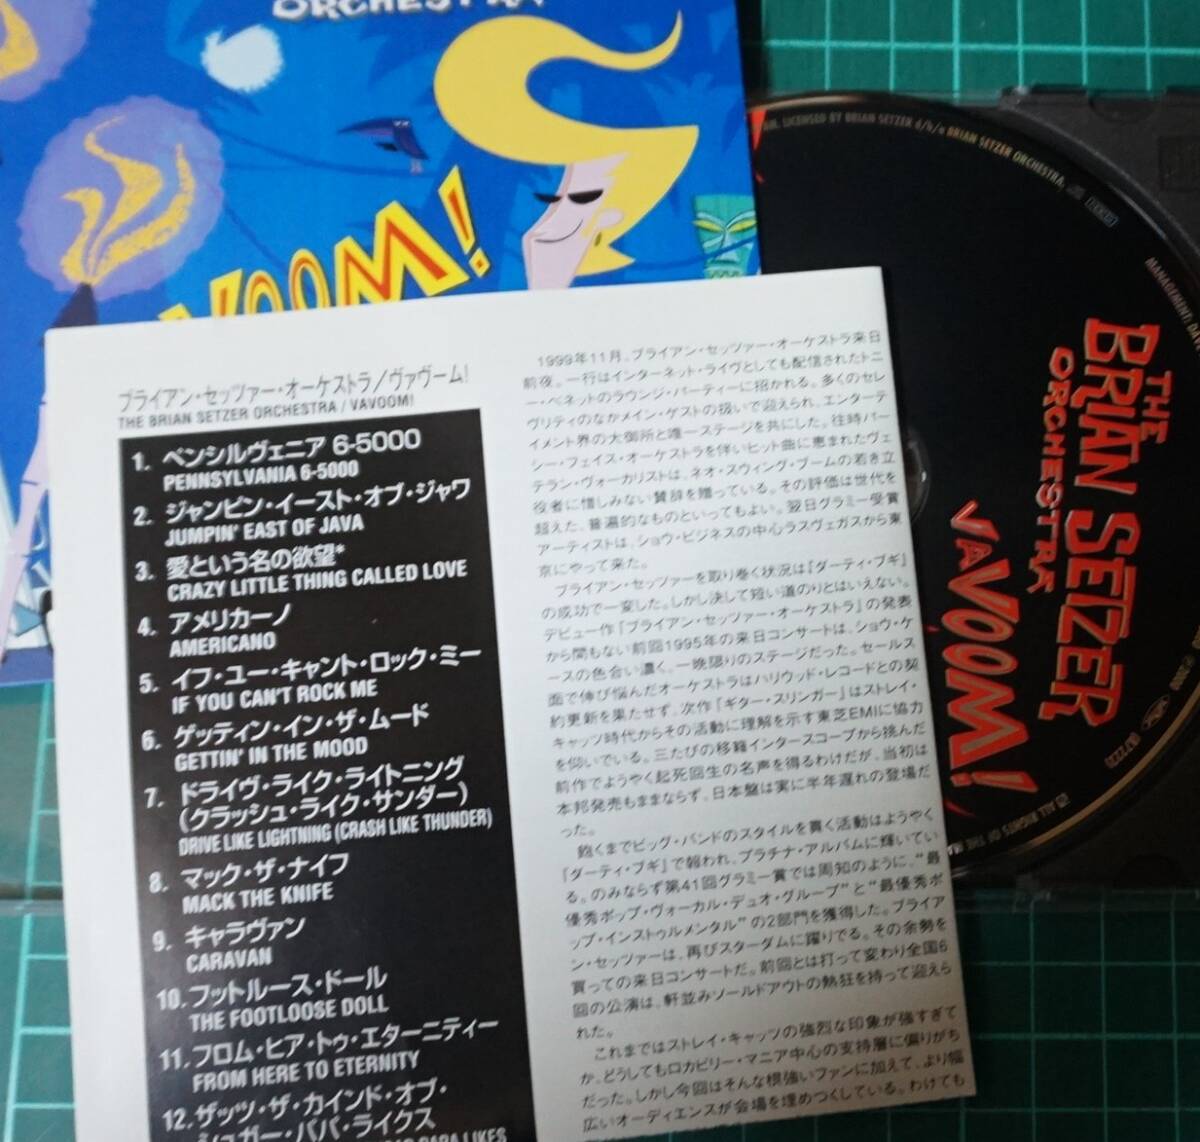 ORCHESTRA
VOOM!
ブライアン・セッツァー・オーケストラ/ヴァヴーム!
THE BRIAN SETZER ORCHESTRA / VAVOOM!
1. ペンシルヴェニア 6-5000
PENNSYLVANIA 6-5000
2. ジャンピン・イースト・オブ・ジャワ
JUMPIN' EAST OF JAVA
3. 愛という名の欲望*
CRAZY LITTLE THING CALLED LOVE
4. アメリカーノ
AMERICANO
5. イフ・ユー・キャント・ロック・ミー
IF YOU CAN'T ROCK ME
6. ゲッティン・イン・ザ・ムード
GETTIN' IN THE MOOD
7. ドライヴ・ライク・ライトニング
(クラッシュ・ライク・サンダー)
DRIVE LIKE LIGHTNING (CRASH LIKE THUNDER)
8. マック・ザ・ナイフ
MACK THE KNIFE
9. キャラヴァン
CARAVAN
10. フットルース・ドール
THE FOOTLOOSE DOLL
11. フロム・ヒア・トゥ・エターニティー
FROM HERE TO ETERNITY
12. ザッツ・ザ・カインド・オブ・
シュガー・パパ・ライクス
PAPA LIKES
1999年11月、ブライアン・セッツァー・オーケストラ来日
前夜。一行はインターネット・ライヴとしても配信されたトニ
ー・ベネットのラウンジ・パーティーに招かれる。多くのセレ
ヴリティのなかメイン・ゲストの扱いで迎えられ、エンターテ
イメント界の大御所と唯一ステージを共にした。往時パー
シー・フェイス・オーケストラを伴いヒット曲に恵まれたヴェ
テラン・ヴォーカリストは、ネオ・スウィング・ブームの若き立
役者に惜しみない賛辞を贈っている。その評価は世代を
超えた、普遍的なものといってもよい。翌日グラミー受賞
アーティストは、ショウ・ビジネスの中心ラスヴェガスから東
京にやって来た。
ブライアン・セッツァーを取り巻く状況は『ダーティ・ブギ』
の成功で一変した。しかし決して短い道のりとはいえない。
デビュー作『ブライアン・セッツァー・オーケストラ』の発表
から間もない前回1995年の来日コンサートは、ショウ・ケ
ースの色合い濃く、一晩限りのステージだった。セールス
面で伸び悩んだオーケストラはハリウッド・レコードとの契
約更新を果たせず、次作『ギター・スリンガー』はストレイ・
キャッツ時代からその活動に理解を示す東芝EMIに協力
を仰いでいる。三たびの移籍インタースコープから挑んだ
前作でようやく起死回生の名声を得るわけだが、当初は
本邦発売もままならず、日本盤は実に半年遅れの登場だ
った。
飽くまでビッグ・バンドのスタイルを貫く活動はようやく
『ダーティ・ブギ』で報われ、プラチナ・アルバムに輝いてい
る。のみならず第41回グラミー賞では周知のように、“最
優秀ポップ・ヴォーカル・デュオ・グループ”と“最優秀ポ
ップ・インストゥルメンタル”の2部門を獲得した。ブライア
ン・セッツァーは、再びスターダムに躍りでる。その余勢を
買っての来日コンサートだ。前回とは打って変わり全国6
回の公演は、軒並みソールドアウトの熱狂を持って迎えら
れた。
これまではストレイ・キャッツの強烈な印象が強すぎて
か、どうしてもロカビリー・マニア中心の支持層に偏りがち
だった。しかし今回はそんな根強いファンに加えて、より幅
広いオーディエンスが会場を埋めつくしている。わけても
LICENSED BY BRIAN SETZER d/b/a BRIAN SETZER ORCHESTRA.
MANAGEMENT:
THE
BRIAN SETZER
ORCHESTRA
VAVOOM!
ALL RIGHTS OF THE